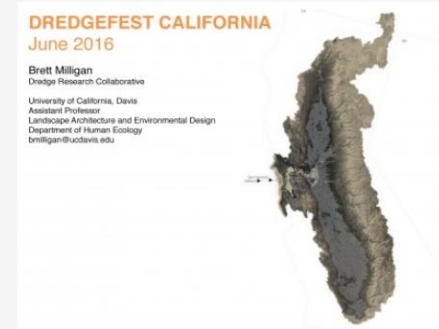 DREDGEFEST CALIFORNIA
June 2016
Brett Milligan
Dredge Research Collaborative
University of California, Davis
Assistant Professor
Landscape Architecture and Environmental Design
Department of Human Ecology
bmilligan@ucdavis.edu